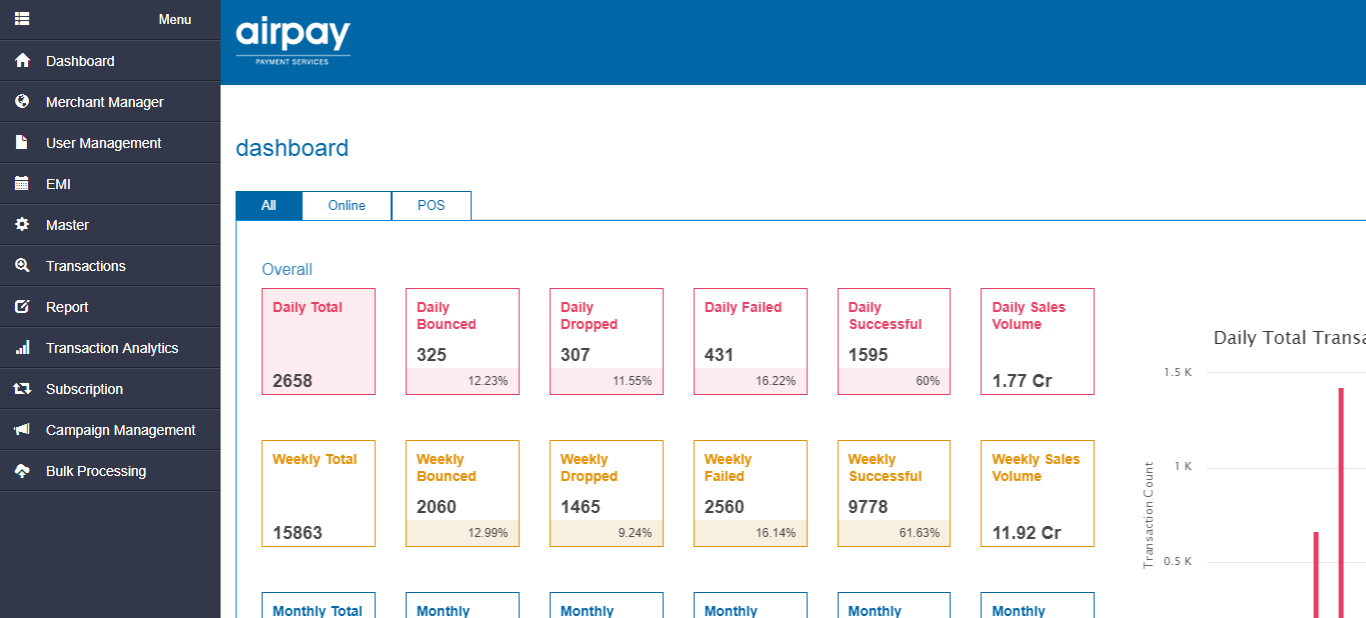 Menu
Dashboard
Merchant Manager
User Management
EMI
Master
Transactions
Report
Transaction Analytics
Subscription
Campaign Management
Bulk Processing
airpay
PAYMENT SERVICES
dashboard
All Online POS
Overall
Daily Total
2658
Daily
Bounced
325
12.23%
Daily
Dropped
307
11.55%
Daily Failed
431
16.22%
Daily
Successful
1595
60%
Daily Sales
Volume
1.77 Cr
Weekly Total
15863
Weekly
Bounced
2060
12.99%
Weekly
Dropped
1465
9.24%
Weekly
Failed
2560
16.14%
Weekly
Successful
9778
61.63%
Weekly Sales
Volume
11.92 Cr
Monthly Total
Monthly
Monthly
Monthly
Monthly
Monthly
Daily Total Transa
1.5 K
1 K
0.5 K
Transaction Count